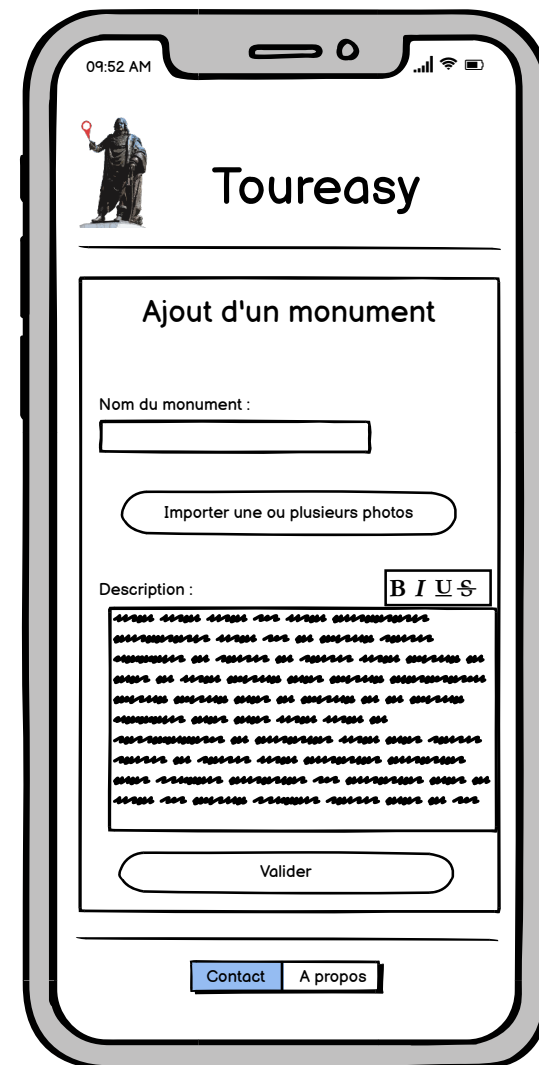 09:52 AM
Toureasy
Ajout d'un monument
Nom du monument :
Importer une ou plusieurs photos
Description :
B I U S
Valider
Contact
A propos